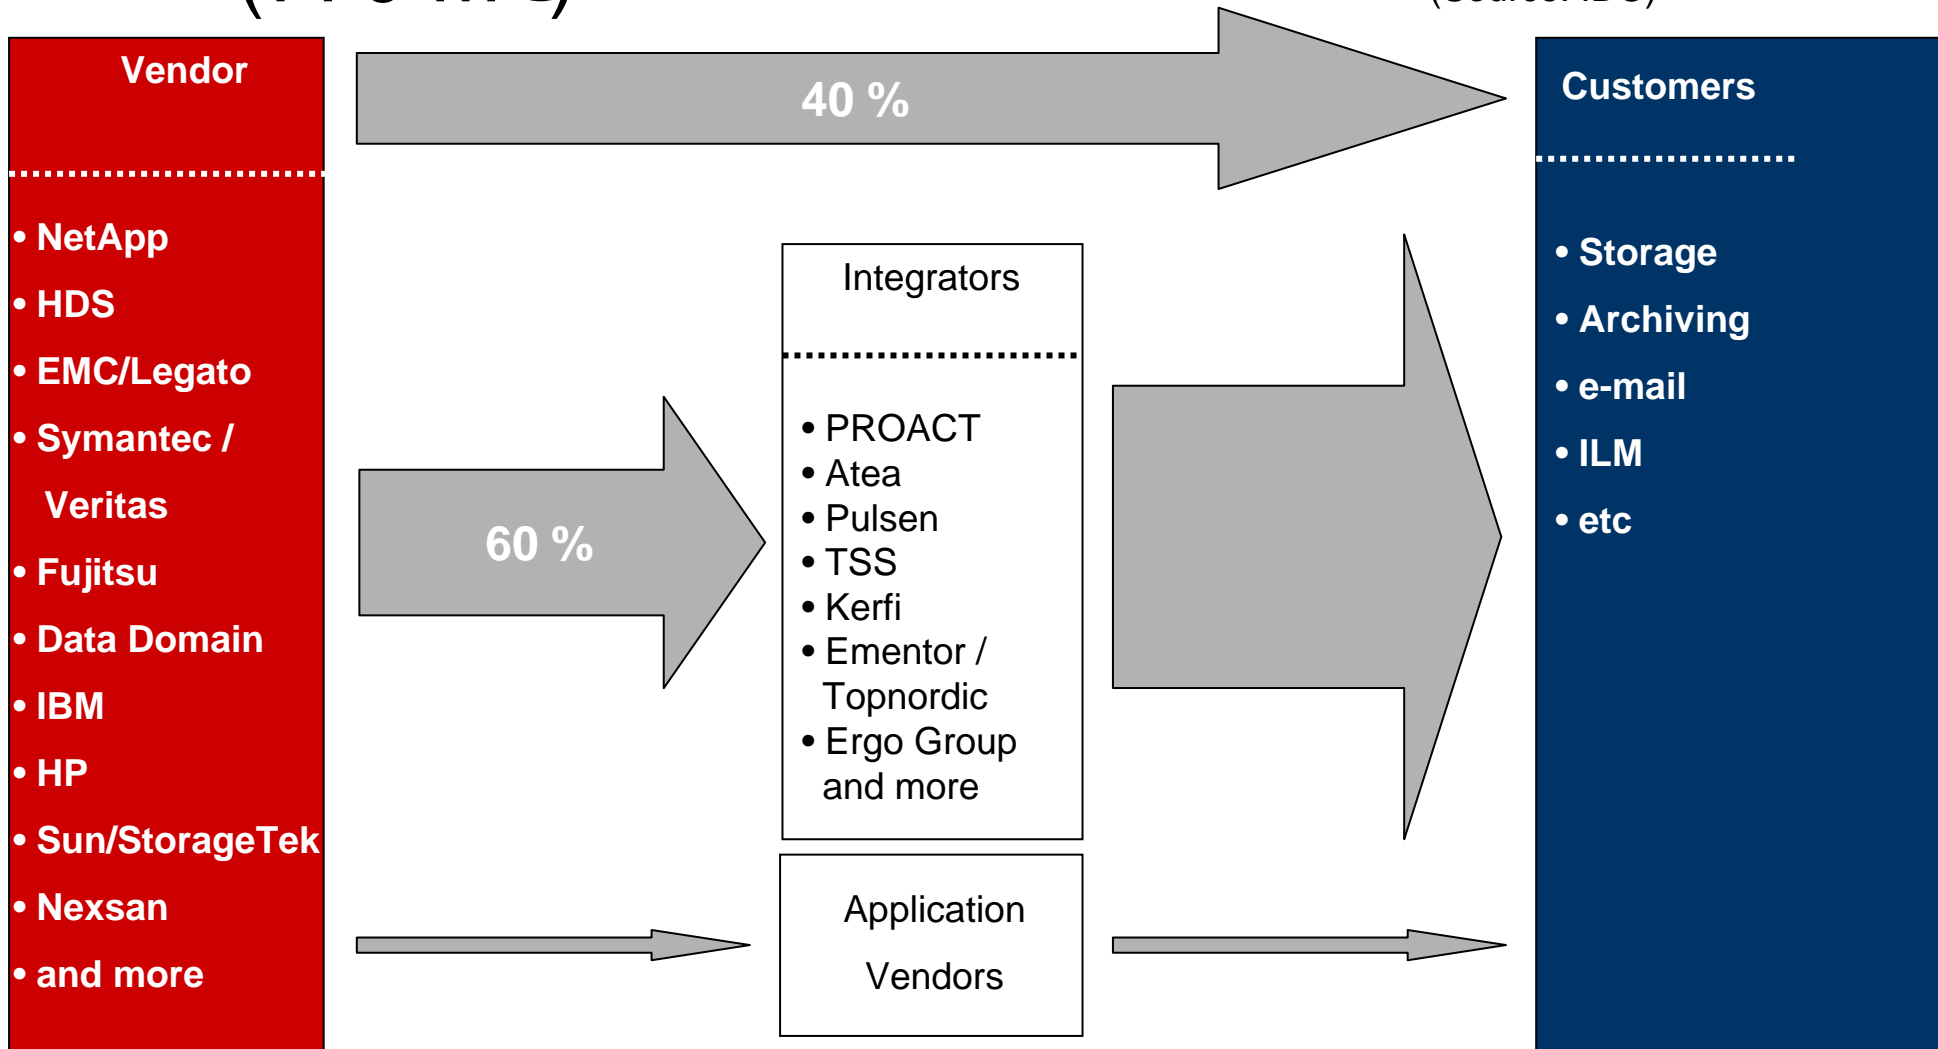 Vendor
• NetApp
• HDS
• EMC/Legato
• Symantec /
Veritas
• Fujitsu
• Data Domain
• IBM
• HP
• Sun/StorageTek
• Nexsan
• and more
40 %
60 %
Integrators
• PROACT
• Atea
• Pulsen
• TSS
• Kerfi
• Ementor /
Topnordic
• Ergo Group
and more
Application
Vendors
Customers
• Storage
• Archiving
• e-mail
• ILM
• etc